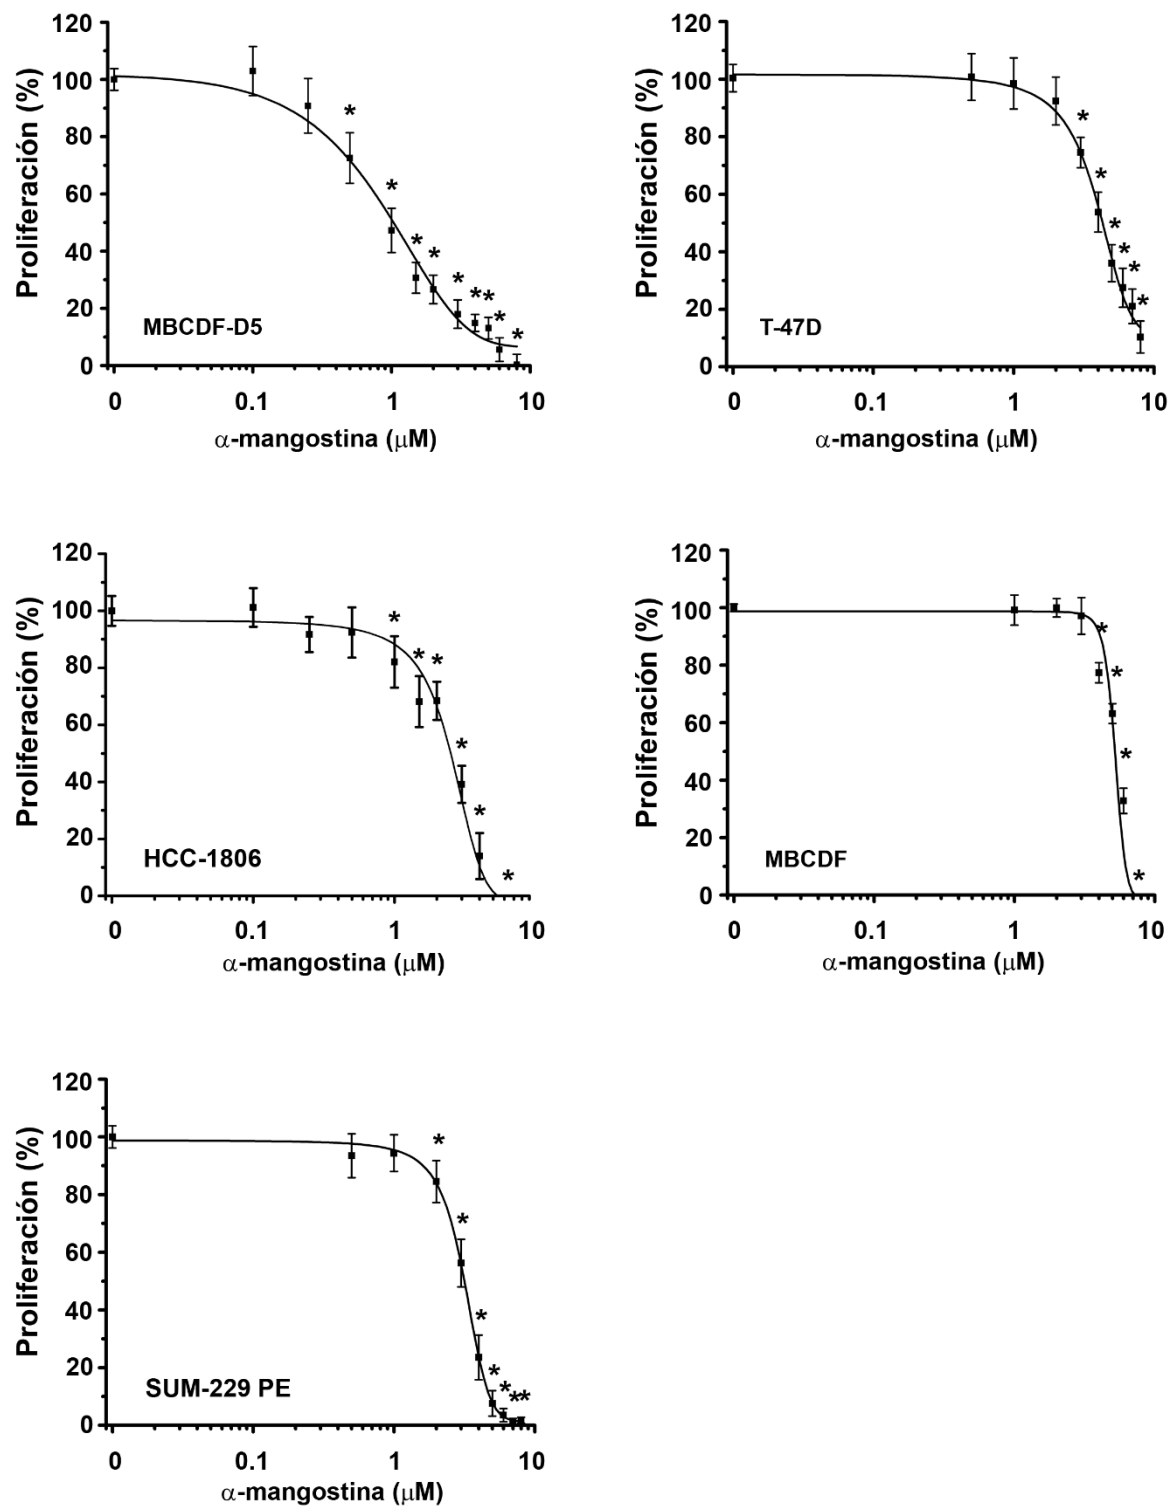 120
100
80
60
40
20
0
Proliferación (%)
* * * * * * * * *
MBCDF-D5
0 0.1 1 10
α-mangostina (μM)
120
100
80
60
40
20
0
Proliferación (%)
* * * * * *
T-47D
0 0.1 1 10
α-mangostina (μM)
120
100
80
60
40
20
0
Proliferación (%)
* * * * * *
HCC-1806
0 0.1 1 10
α-mangostina (μM)
120
100
80
60
40
20
0
Proliferación (%)
* * * *
MBCDF
0 0.1 1 10
α-mangostina (μM)
120
100
80
60
40
20
0
Proliferación (%)
* * * * * * *
SUM-229 PE
0 0.1 1 10
α-mangostina (μM)